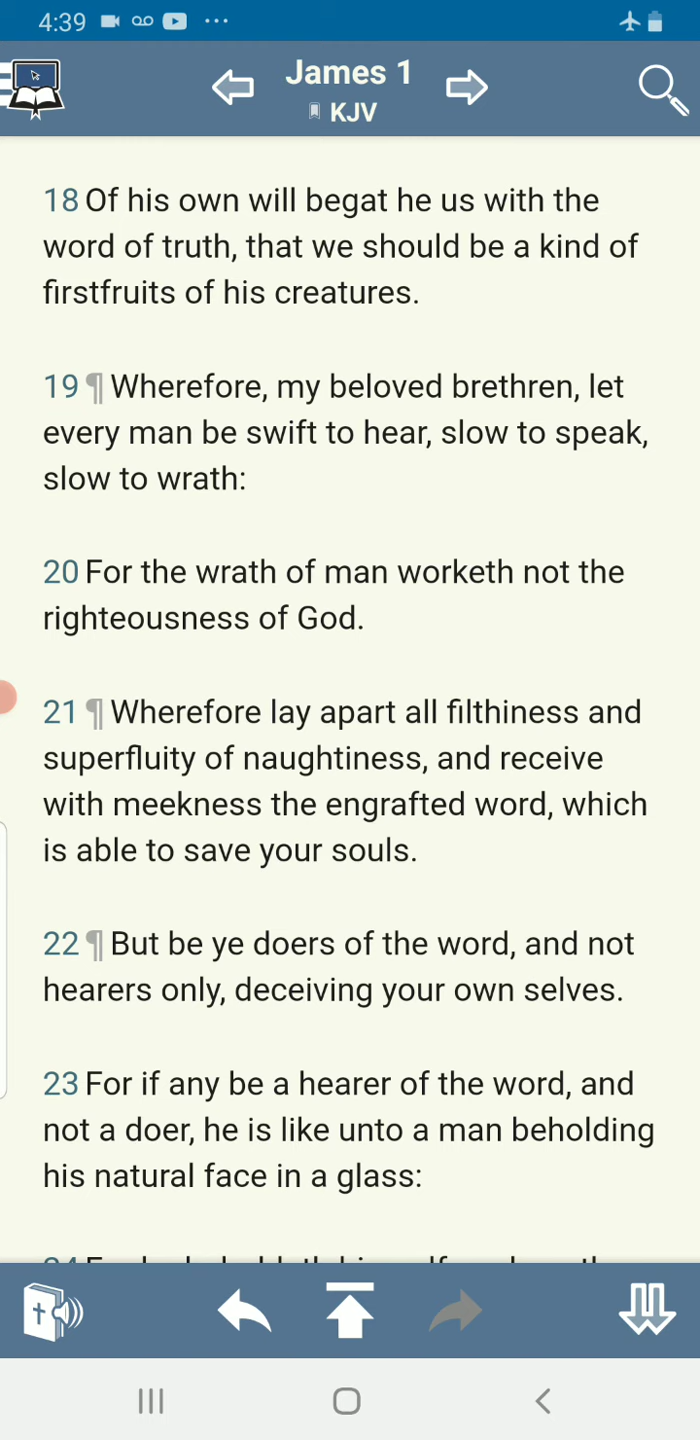 4:39
James 1
KJV
18 Of his own will begat he us with the
word of truth, that we should be a kind of
firstfruits of his creatures.
19 ¶ Wherefore, my beloved brethren, let
every man be swift to hear, slow to speak,
slow to wrath:
20 For the wrath of man worketh not the
righteousness of God.
21 ¶ Wherefore lay apart all filthiness and
superfluity of naughtiness, and receive
with meekness the engrafted word, which
is able to save your souls.
22 ¶ But be ye doers of the word, and not
hearers only, deceiving your own selves.
23 For if any be a hearer of the word, and
not a doer, he is like unto a man beholding
his natural face in a glass: